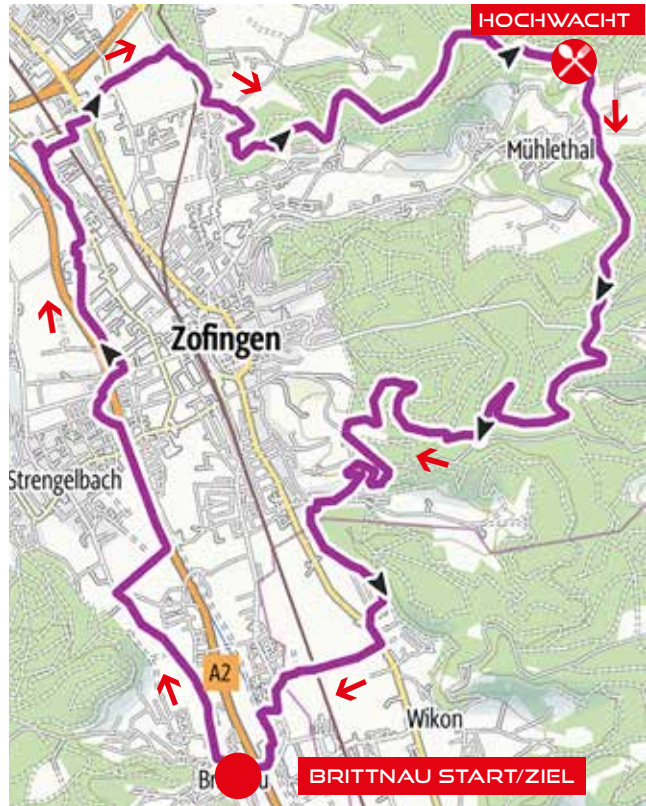 HOCHWACHT
Mühlethal
Zofingen
Strengelbach
A2
Wikon
BRITTNAU START/ZIEL